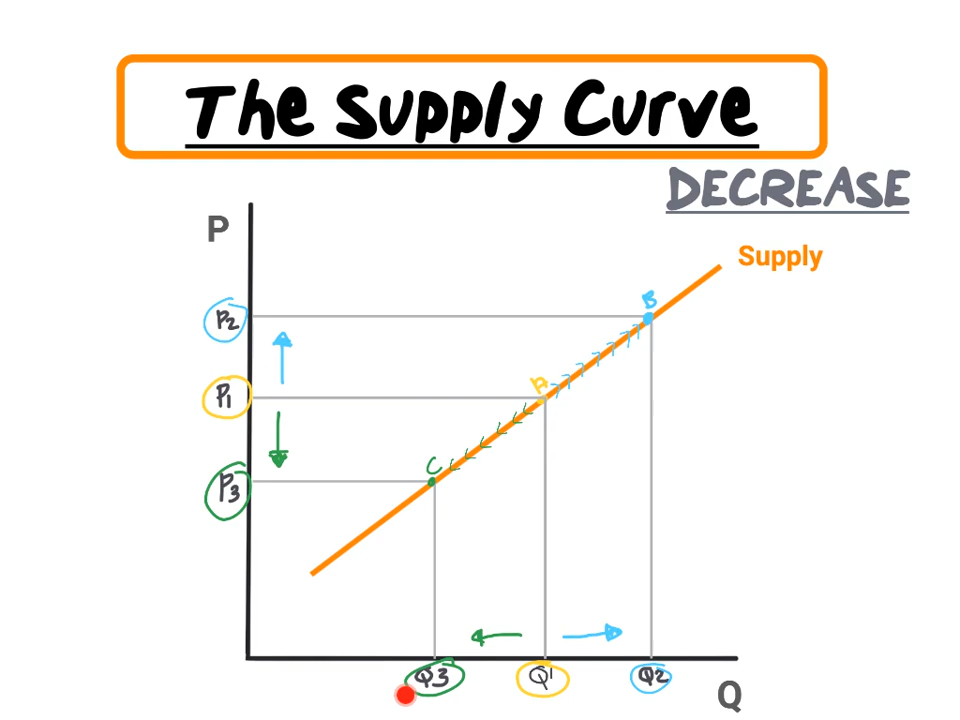 The Supply Curve
DECREASE
P
Supply
B
P2
A
P1
C
P3
Q3
Q1
Q2
Q